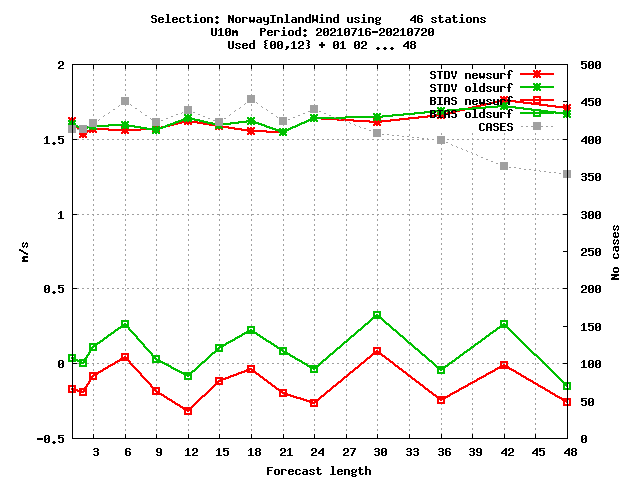 Selection: NorwayInlandWind using    46 stations
U10m   Period: 20210716-20210720
Used {00,12} + 01 02 ... 48
STDV newsurf
STDV oldsurf
BIAS newsurf
BIAS oldsurf
CASES
2
1.5
1
0.5
0
-0.5
m/s
500
450
400
350
300
250
200
150
100
50
0
No cases
3 6 9 12 15 18 21 24 27 30 33 36 39 42 45 48
Forecast length